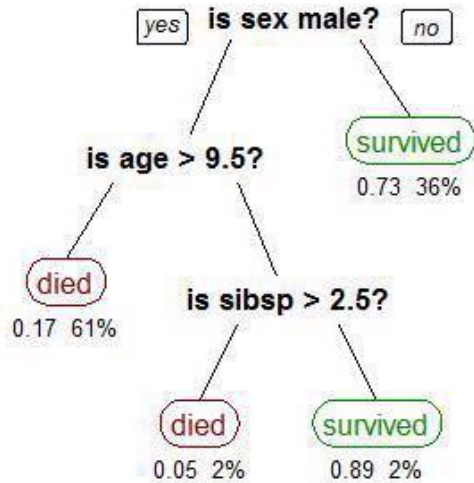 yes is sex male? no
is age > 9.5?
survived
0.73 36%
died
0.17 61%
is sibsp > 2.5?
died
0.05 2%
survived
0.89 2%